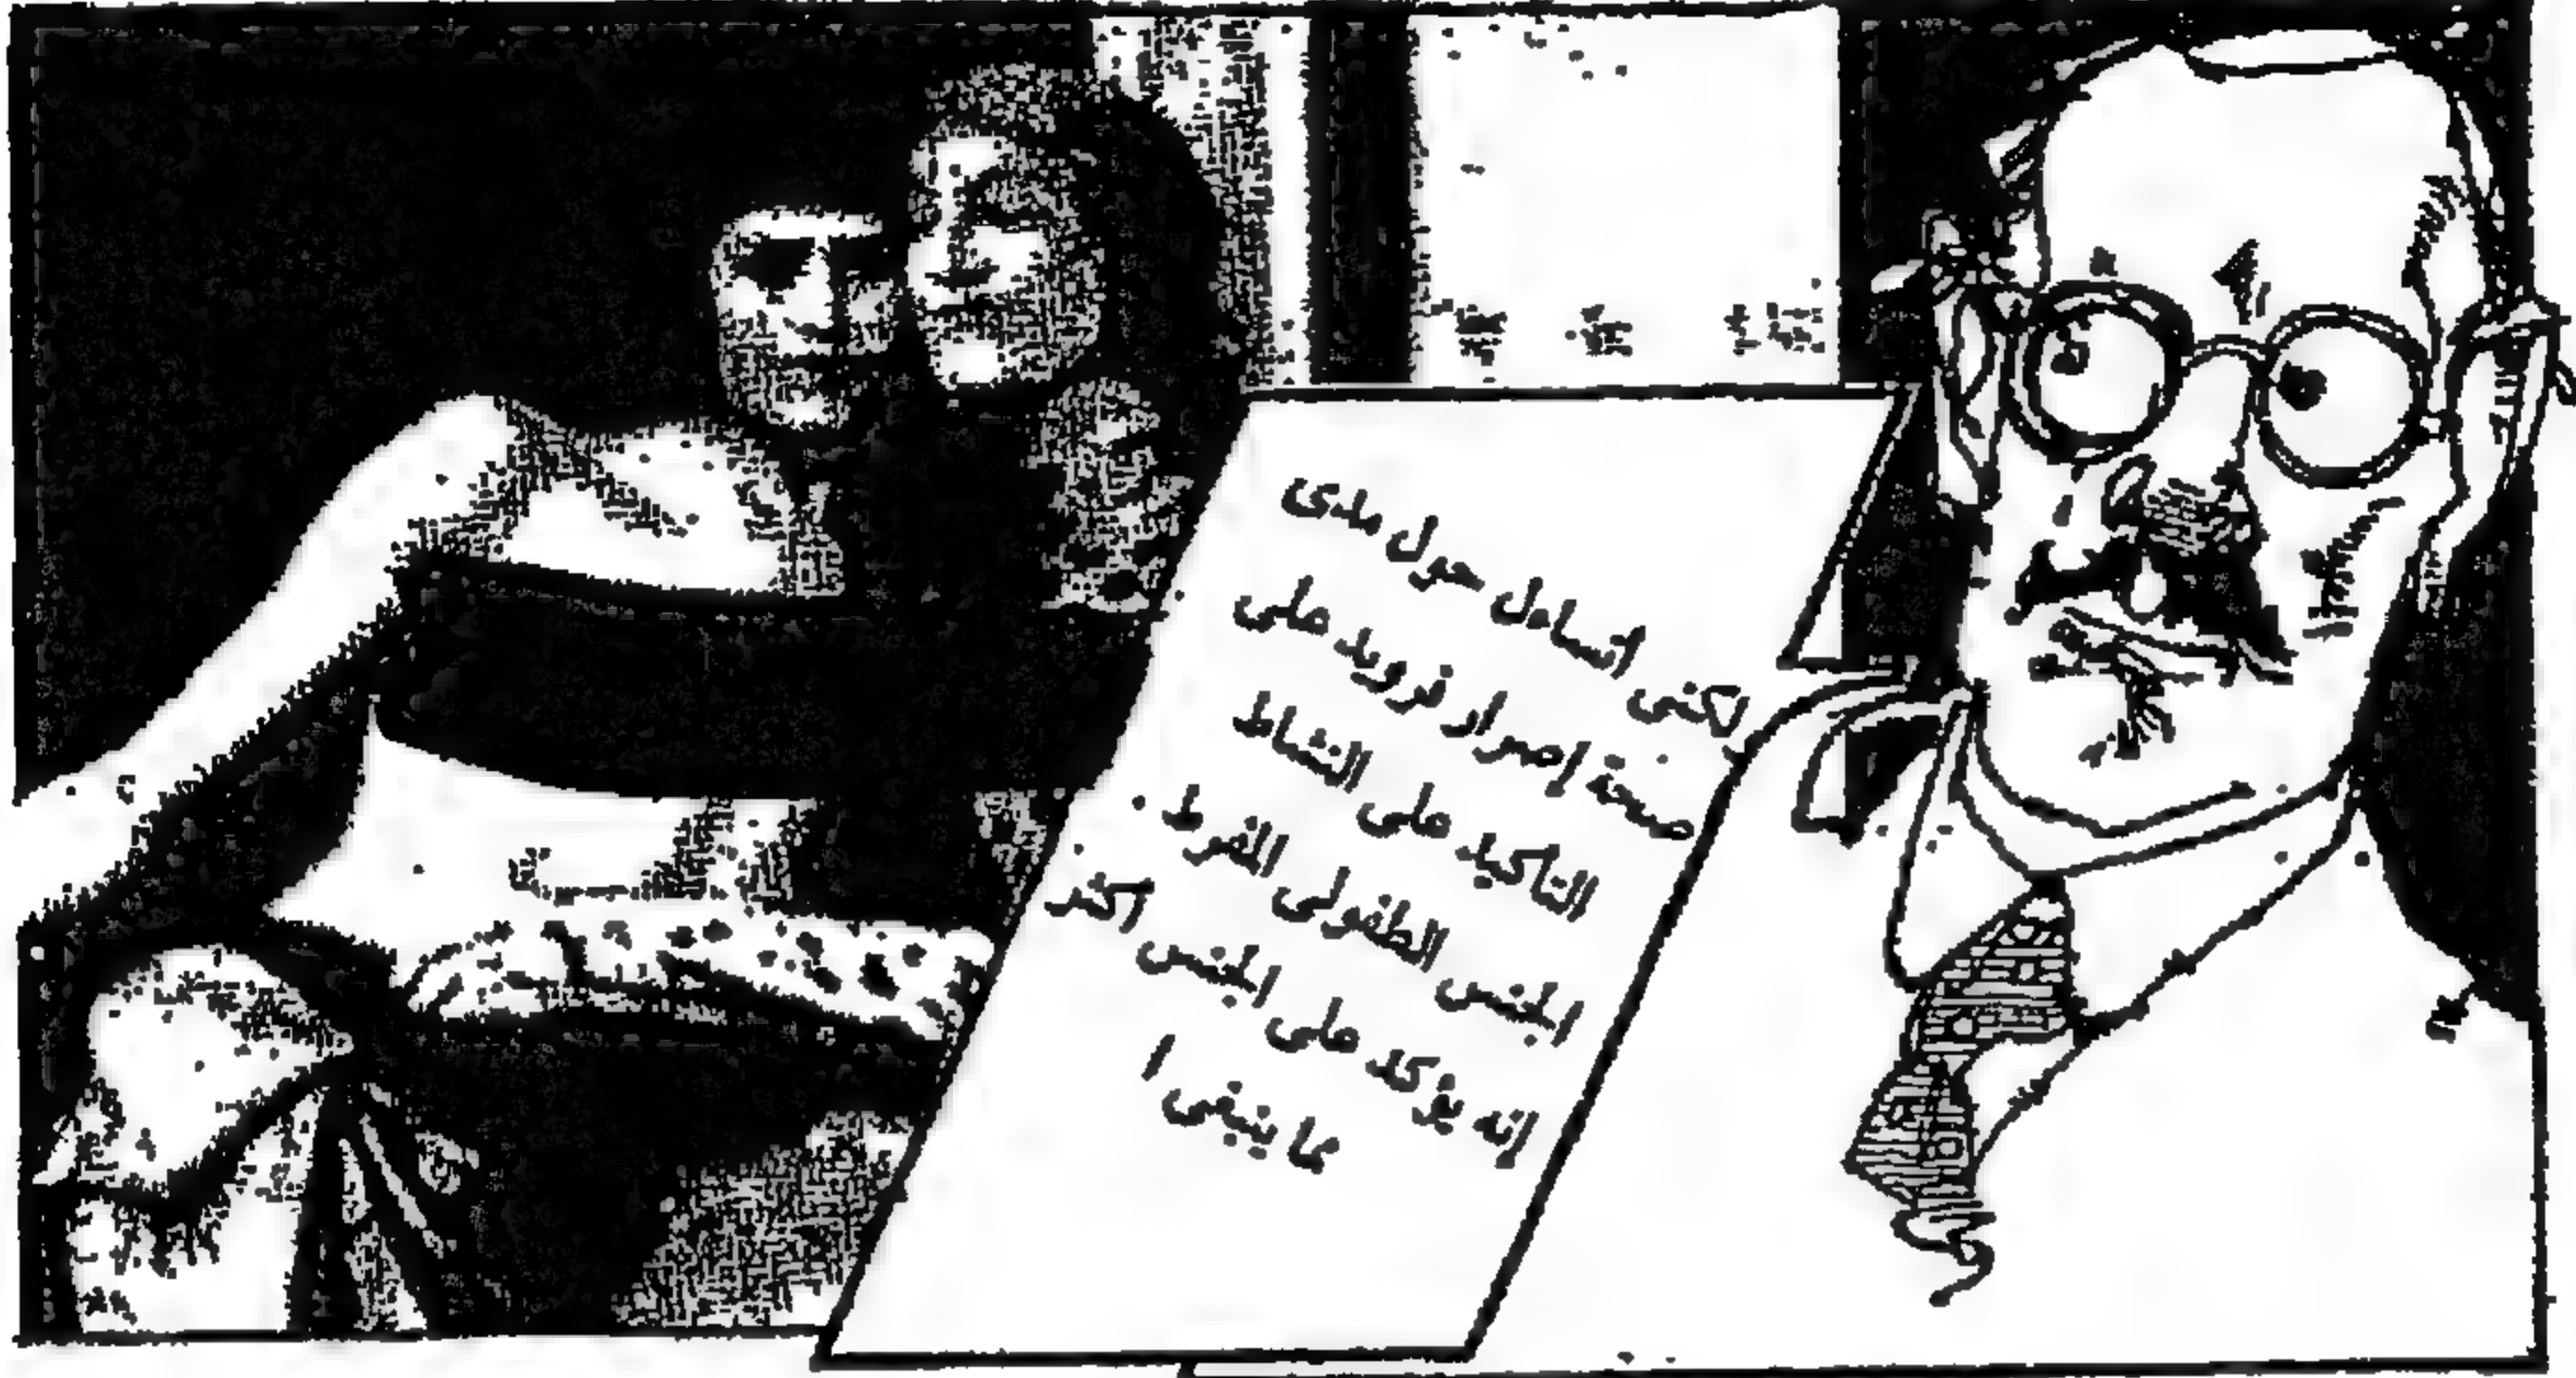 لكنى اتساءل حول مدى
صحة إصرار فرويد على
التأكيد على النشاط
الجنسى الطفولى المفرط .
إنه يؤكد على الجنس أكثر
مما ينبغى !